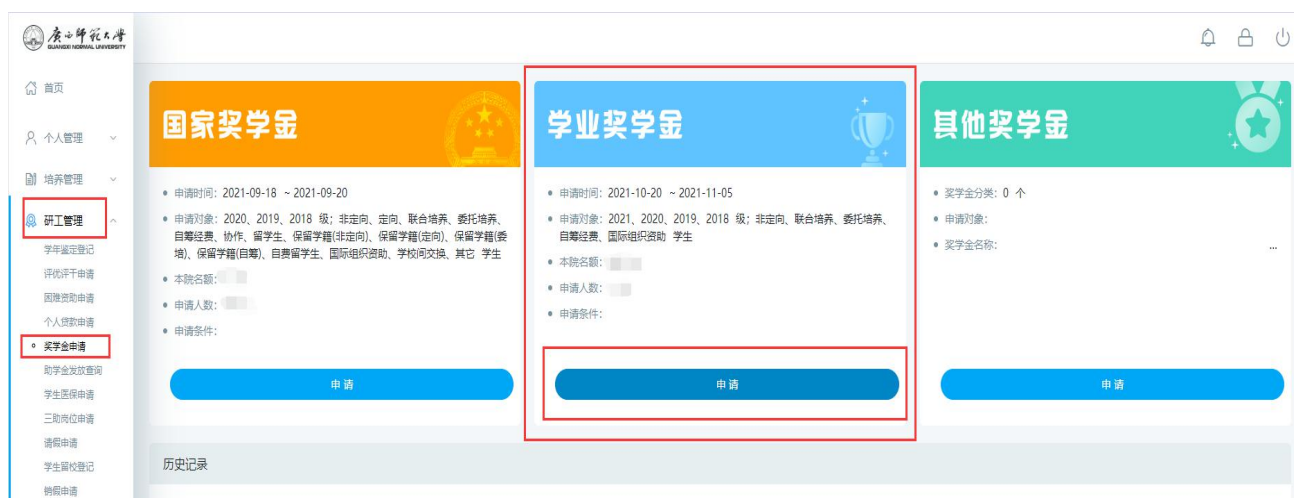 广西师范大学
GUANGXI NORMAL UNIVERSITY
首页
个人管理
培养管理
研工管理
学年鉴定登记
评优评干申请
困难资助申请
个人贷款申请
奖学金申请
助学金发放查询
学生医保申请
三助岗位申请
请假申请
学生留校登记
销假申请
国家奖学金
申请时间：2021-09-18 ~ 2021-09-20
申请对象：2020、2019、2018 级；非定向、定向、联合培养、委托培养、
自筹经费、协作、留学生、保留学籍(非定向)、保留学籍(定向)、保留学籍(委
培)、保留学籍(自筹)、自费留学生、国际组织资助、学校间交换、其它 学生
本院名额：
申请人数：
申请条件：
申请
学业奖学金
申请时间：2021-10-20 ~ 2021-11-05
申请对象：2021、2020、2019、2018 级；非定向、联合培养、委托培养、
自筹经费、国际组织资助 学生
本院名额：
申请人数：
申请条件：
申请
其他奖学金
奖学金分类：0 个
申请对象：
奖学金名称：
...
申请
历史记录